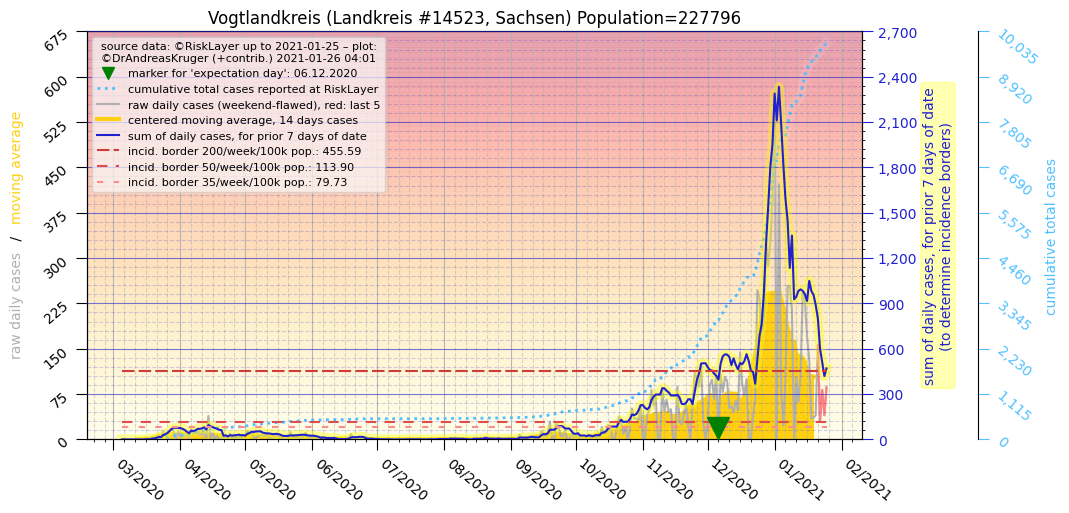 Vogtlandkreis (Landkreis #14523, Sachsen) Population=227796
source data: ©RiskLayer up to 2021-01-25 – plot:
©DrAndreasKruger (+contrib.) 2021-01-26 04:01
marker for 'expectation day': 06.12.2020
cumulative total cases reported at RiskLayer
raw daily cases (weekend-flawed), red: last 5
centered moving average, 14 days cases
sum of daily cases, for prior 7 days of date
incid. border 200/week/100k pop.: 455.59
incid. border 50/week/100k pop.: 113.90
incid. border 35/week/100k pop.: 79.73
raw daily cases / moving average
675
600
525
450
375
300
225
150
75
0
03/2020
04/2020
05/2020
06/2020
07/2020
08/2020
09/2020
10/2020
11/2020
12/2020
01/2021
02/2021
2,700
2,400
2,100
1,800
1,500
1,200
900
600
300
0
sum of daily cases, for prior 7 days of date
(to determine incidence borders)
10,035
8,920
7,805
6,690
5,575
4,460
3,345
2,230
1,115
0
cumulative total cases